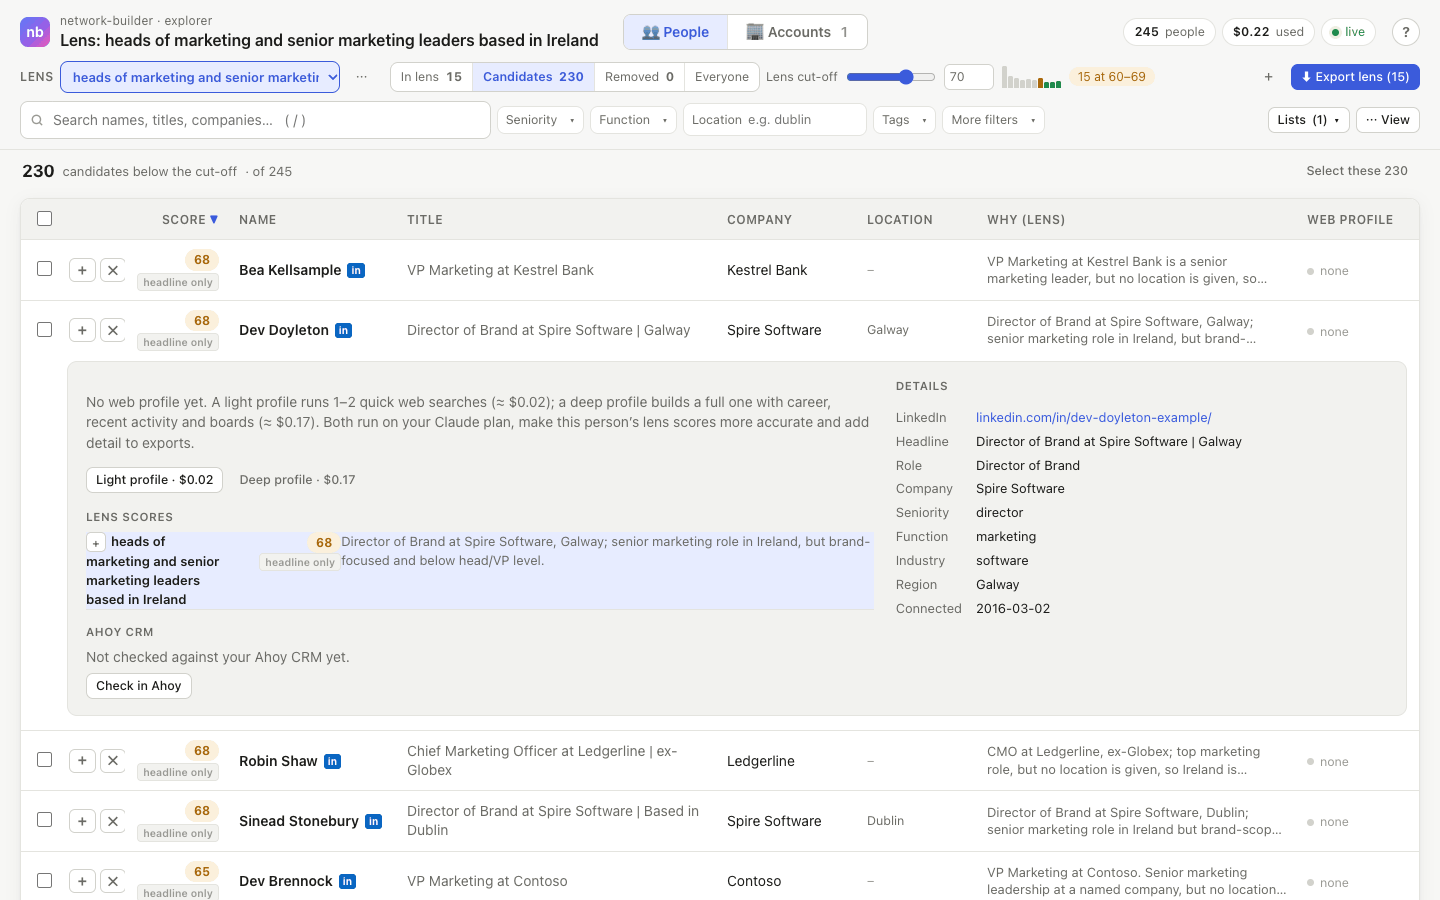 nb
network-builder · explorer
Lens: heads of marketing and senior marketing leaders based in Ireland
People
Accounts 1
245 people
$0.22 used
live
?
LENS
heads of marketing and senior marketir
···
In lens 15
Candidates 230
Removed 0
Everyone
Lens cut-off
70
15 at 60–69
+
⬇ Export lens (15)
Search names, titles, companies... ( / )
Seniority ▾
Function ▾
Location e.g. dublin
Tags ▾
More filters ▾
Lists (1) ▾
··· View
230 candidates below the cut-off · of 245
Select these 230
SCORE ▼ NAME TITLE COMPANY LOCATION WHY (LENS) WEB PROFILE
+ ✕ 68 Bea Kellsample in VP Marketing at Kestrel Bank Kestrel Bank – VP Marketing at Kestrel Bank is a senior none
headline only marketing leader, but no location is given, so...
+ ✕ 68 Dev Doyleton in Director of Brand at Spire Software | Galway Spire Software Galway Director of Brand at Spire Software, Galway; none
headline only senior marketing role in Ireland, but brand-...
No web profile yet. A light profile runs 1–2 quick web searches (≈ $0.02); a deep profile builds a full one with career,
recent activity and boards (≈ $0.17). Both run on your Claude plan, make this person's lens scores more accurate and add
detail to exports.
Light profile · $0.02
Deep profile · $0.17
LENS SCORES
+ heads of
marketing and senior
marketing leaders
based in Ireland
68
headline only
Director of Brand at Spire Software, Galway; senior marketing role in Ireland, but brand-
focused and below head/VP level.
AHOY CRM
Not checked against your Ahoy CRM yet.
Check in Ahoy
DETAILS
LinkedIn linkedin.com/in/dev-doyleton-example/
Headline Director of Brand at Spire Software | Galway
Role Director of Brand
Company Spire Software
Seniority director
Function marketing
Industry software
Region Galway
Connected 2016-03-02
+ ✕ 68 Robin Shaw in Chief Marketing Officer at Ledgerline | ex- Ledgerline – CMO at Ledgerline, ex-Globex; top marketing none
headline only Globex role, but no location is given, so Ireland is...
+ ✕ 68 Sinead Stonebury in Director of Brand at Spire Software | Based in Spire Software Dublin Director of Brand at Spire Software, Dublin; none
headline only Dublin senior marketing role in Ireland but brand-scop...
+ ✕ 65 Dev Brennock in VP Marketing at Contoso Contoso – VP Marketing at Contoso. Senior marketing none
headline only leadership at a named company, but no location...